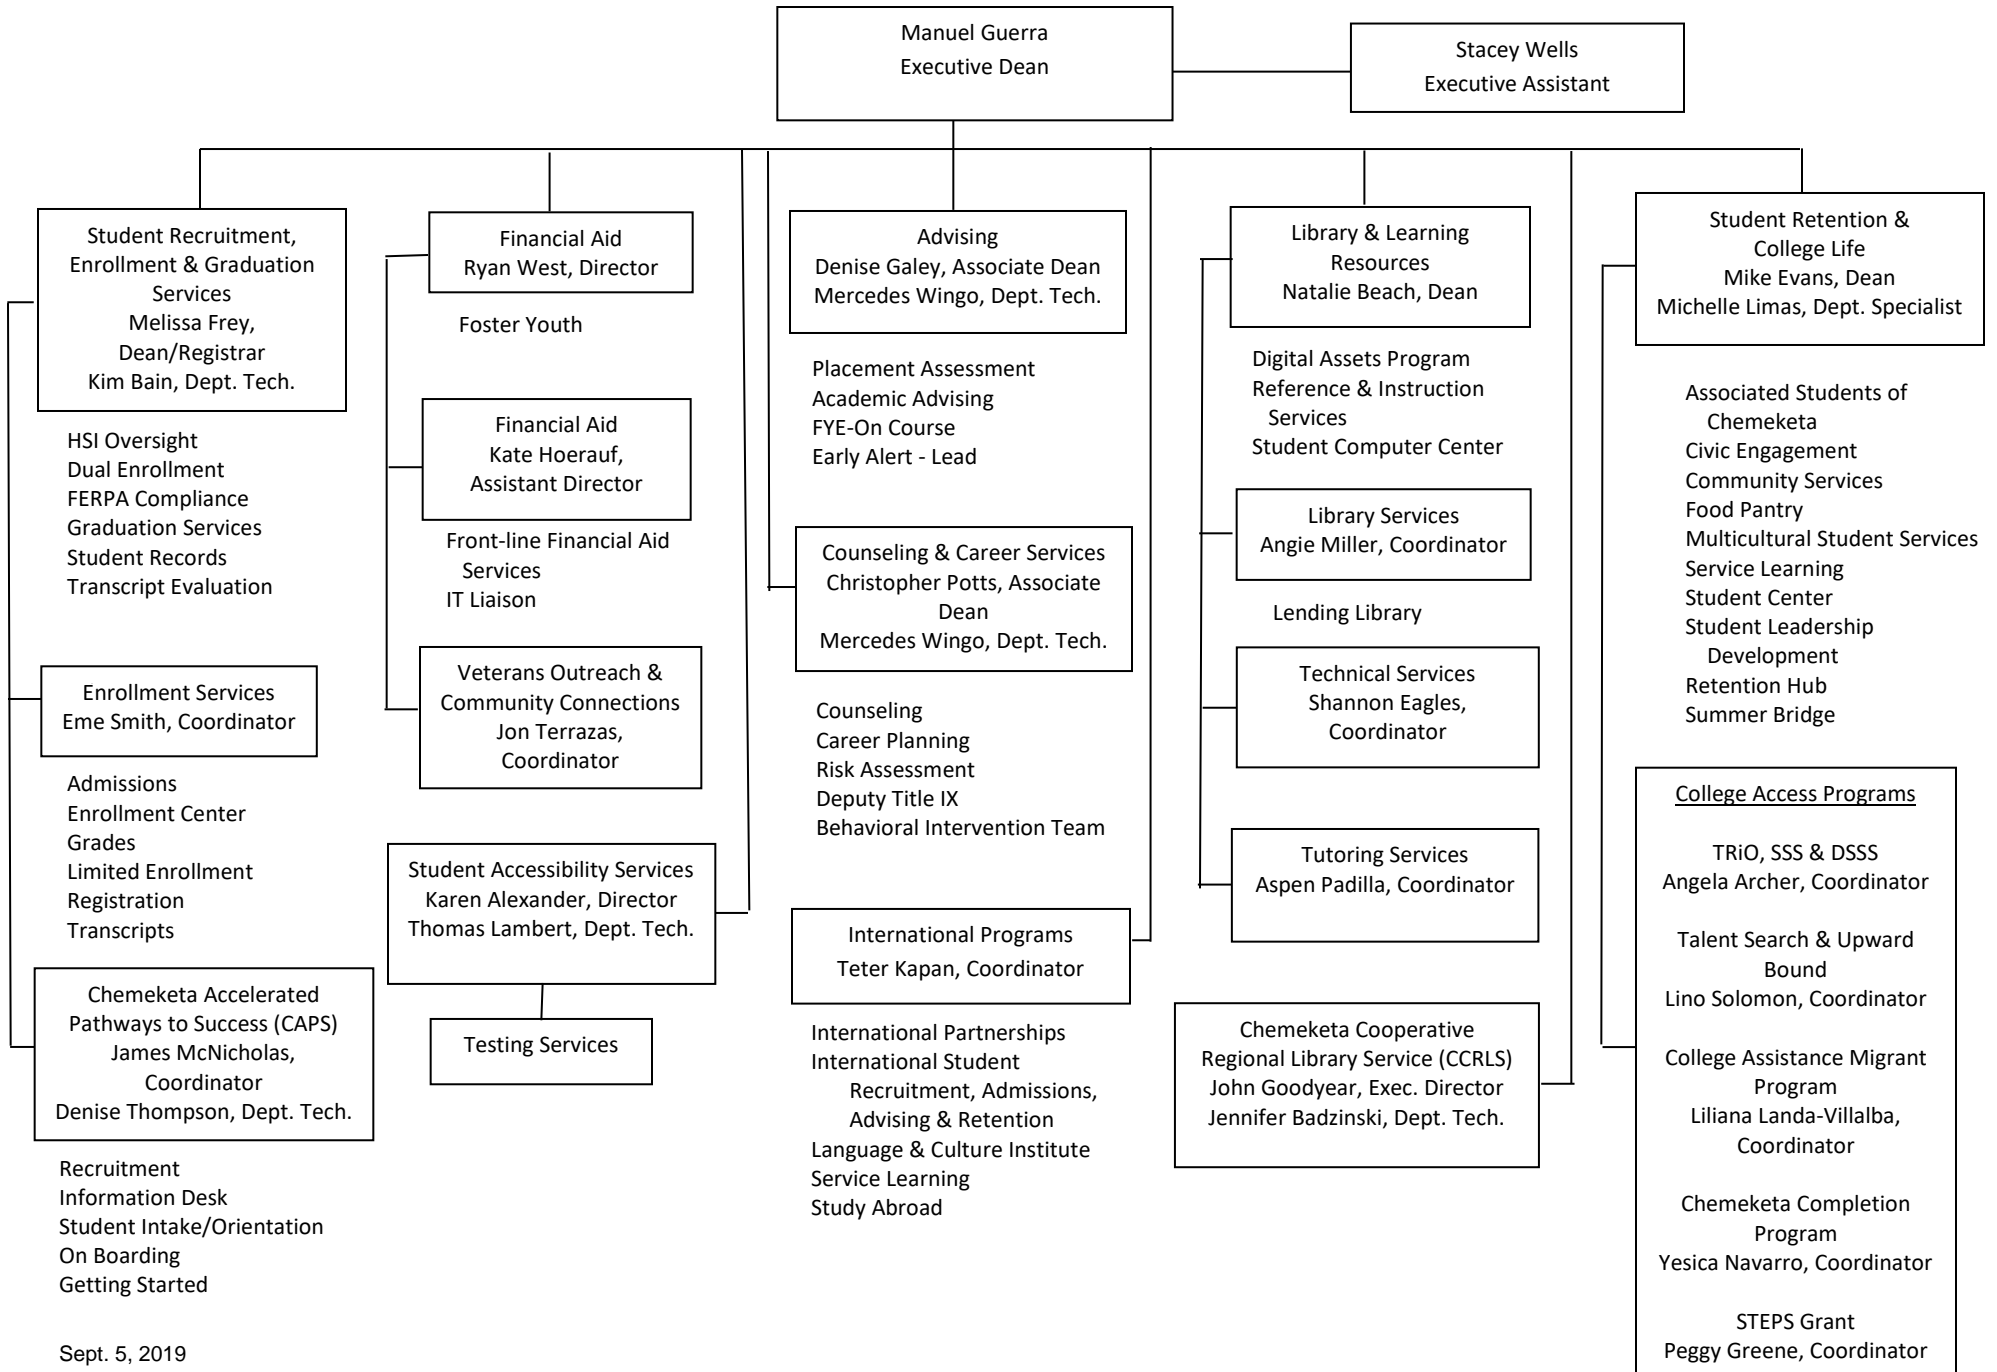 Manuel Guerra
Executive Dean
Stacey Wells
Executive Assistant
Student Recruitment,
Enrollment & Graduation
Services
Melissa Frey,
Dean/Registrar
Kim Bain, Dept. Tech.
HSI Oversight
Dual Enrollment
FERPA Compliance
Graduation Services
Student Records
Transcript Evaluation
Enrollment Services
Eme Smith, Coordinator
Admissions
Enrollment Center
Grades
Limited Enrollment
Registration
Transcripts
Chemeketa Accelerated
Pathways to Success (CAPS)
James McNicholas,
Coordinator
Denise Thompson, Dept. Tech.
Recruitment
Information Desk
Student Intake/Orientation
On Boarding
Getting Started
Financial Aid
Ryan West, Director
Foster Youth
Financial Aid
Kate Hoerauf,
Assistant Director
Front-line Financial Aid
Services
IT Liaison
Veterans Outreach &
Community Connections
Jon Terrazas,
Coordinator
Student Accessibility Services
Karen Alexander, Director
Thomas Lambert, Dept. Tech.
Testing Services
Advising
Denise Galey, Associate Dean
Mercedes Wingo, Dept. Tech.
Placement Assessment
Academic Advising
FYE-On Course
Early Alert - Lead
Counseling & Career Services
Christopher Potts, Associate
Dean
Mercedes Wingo, Dept. Tech.
Counseling
Career Planning
Risk Assessment
Deputy Title IX
Behavioral Intervention Team
International Programs
Teter Kapan, Coordinator
International Partnerships
International Student
Recruitment, Admissions,
Advising & Retention
Language & Culture Institute
Service Learning
Study Abroad
Library & Learning
Resources
Natalie Beach, Dean
Digital Assets Program
Reference & Instruction
Services
Student Computer Center
Library Services
Angie Miller, Coordinator
Lending Library
Technical Services
Shannon Eagles,
Coordinator
Tutoring Services
Aspen Padilla, Coordinator
Chemeketa Cooperative
Regional Library Service (CCRLS)
John Goodyear, Exec. Director
Jennifer Badzinski, Dept. Tech.
Student Retention &
College Life
Mike Evans, Dean
Michelle Limas, Dept. Specialist
Associated Students of
Chemeketa
Civic Engagement
Community Services
Food Pantry
Multicultural Student Services
Service Learning
Student Center
Student Leadership
Development
Retention Hub
Summer Bridge
College Access Programs
TRiO, SSS & DSSS
Angela Archer, Coordinator
Talent Search & Upward
Bound
Lino Solomon, Coordinator
College Assistance Migrant
Program
Liliana Landa-Villalba,
Coordinator
Chemeketa Completion
Program
Yesica Navarro, Coordinator
STEPS Grant
Peggy Greene, Coordinator
Sept. 5, 2019